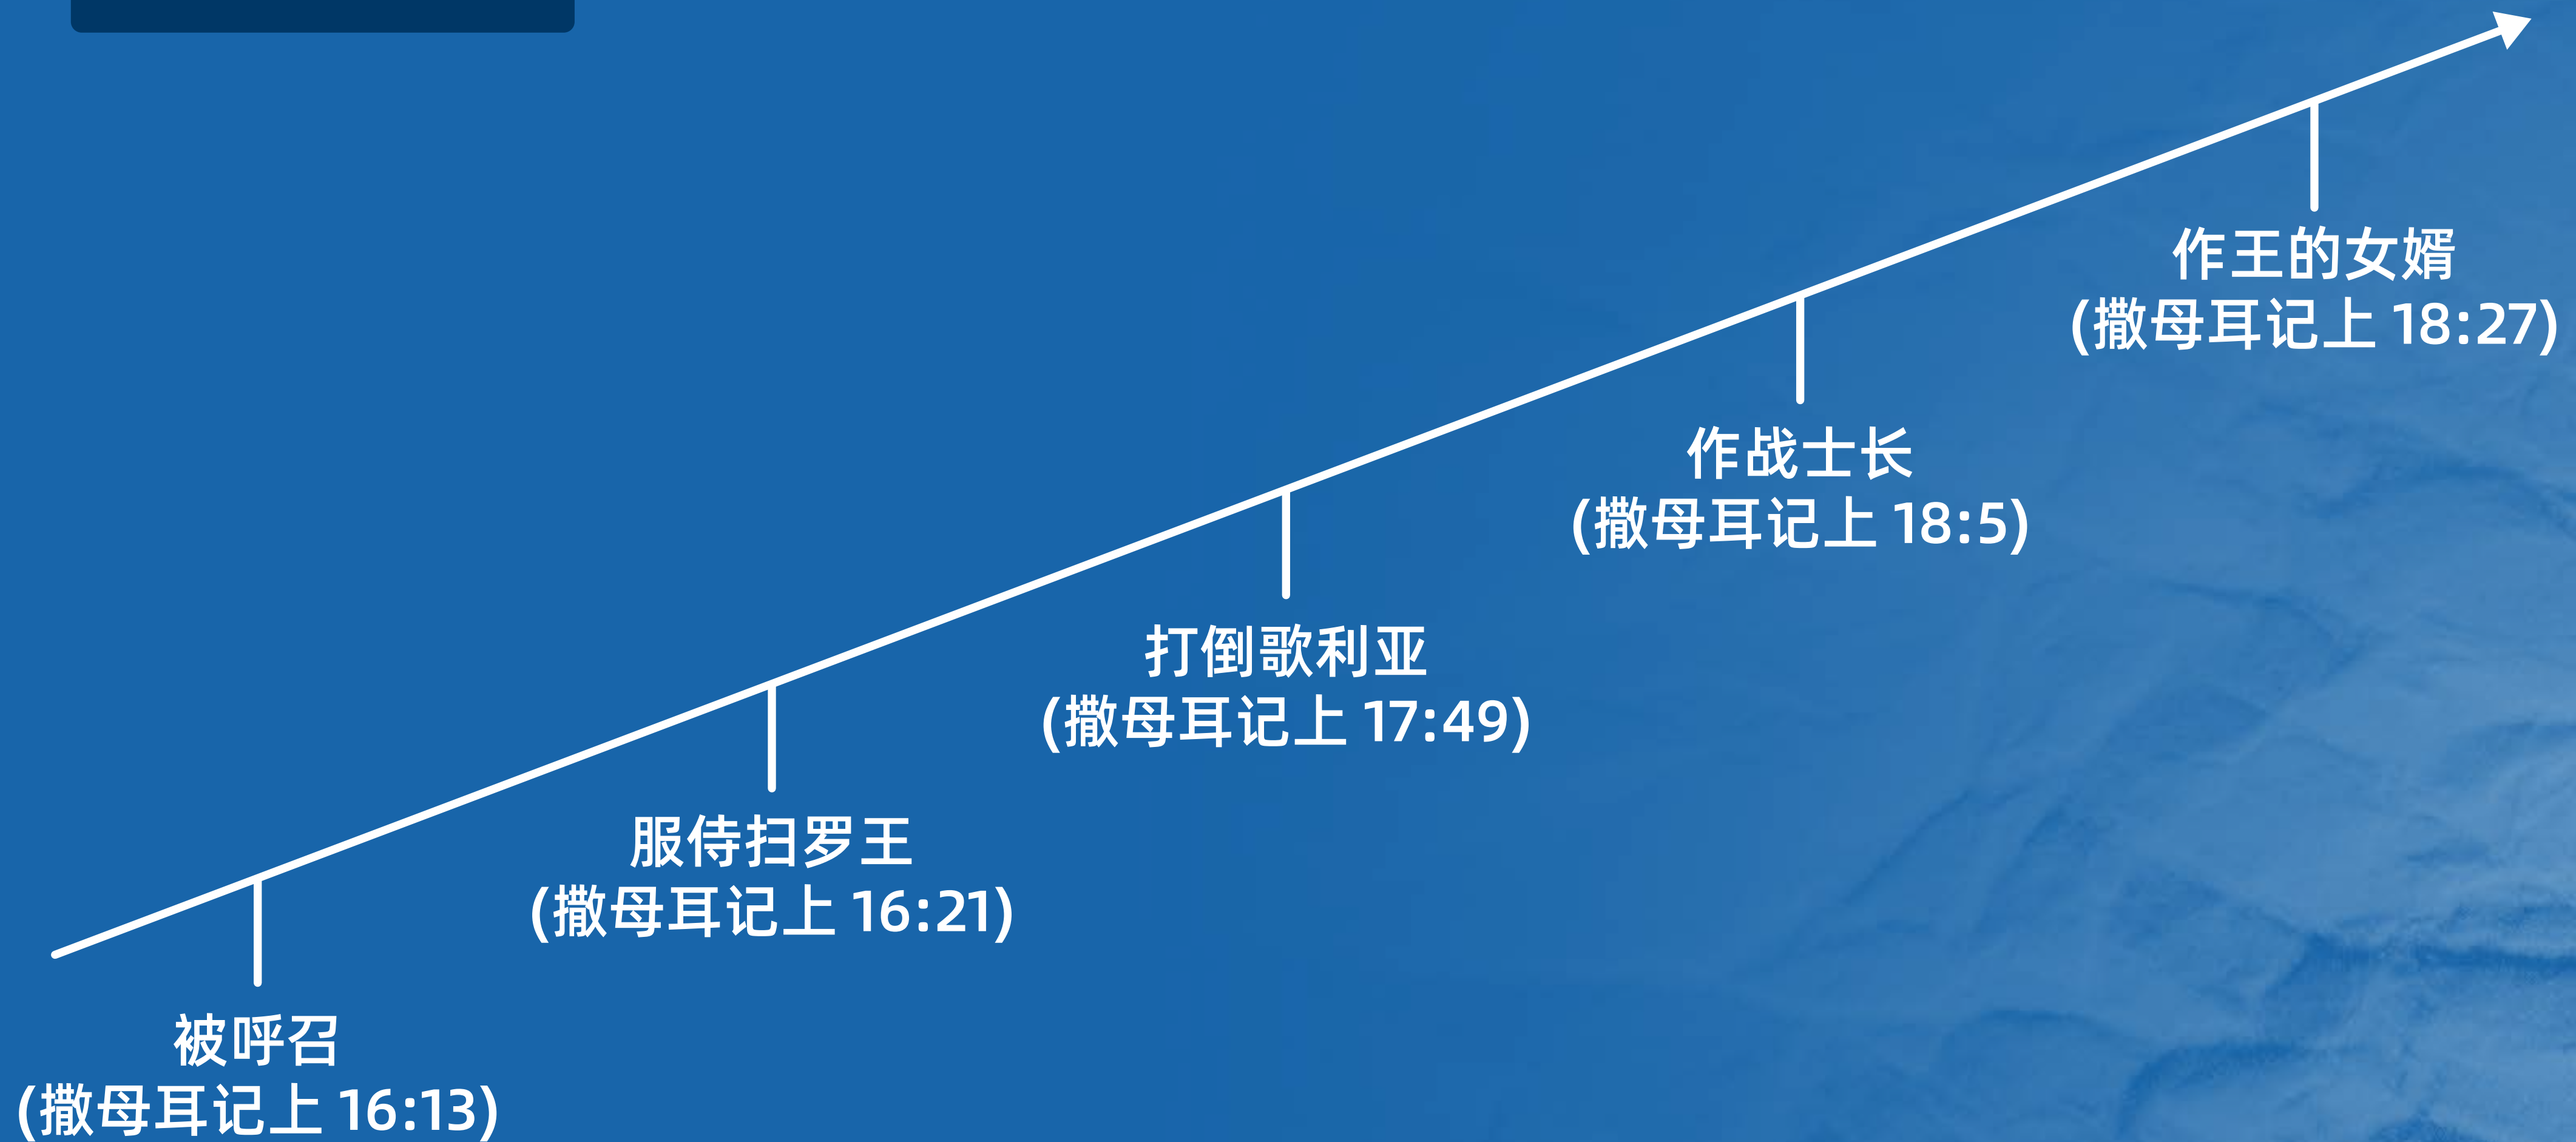 作王的女婿
(撒母耳记上 18:27)
作战士长
(撒母耳记上 18:5)
打倒歌利亚
(撒母耳记上 17:49)
服侍扫罗王
(撒母耳记上 16:21)
被呼召
(撒母耳记上 16:13)